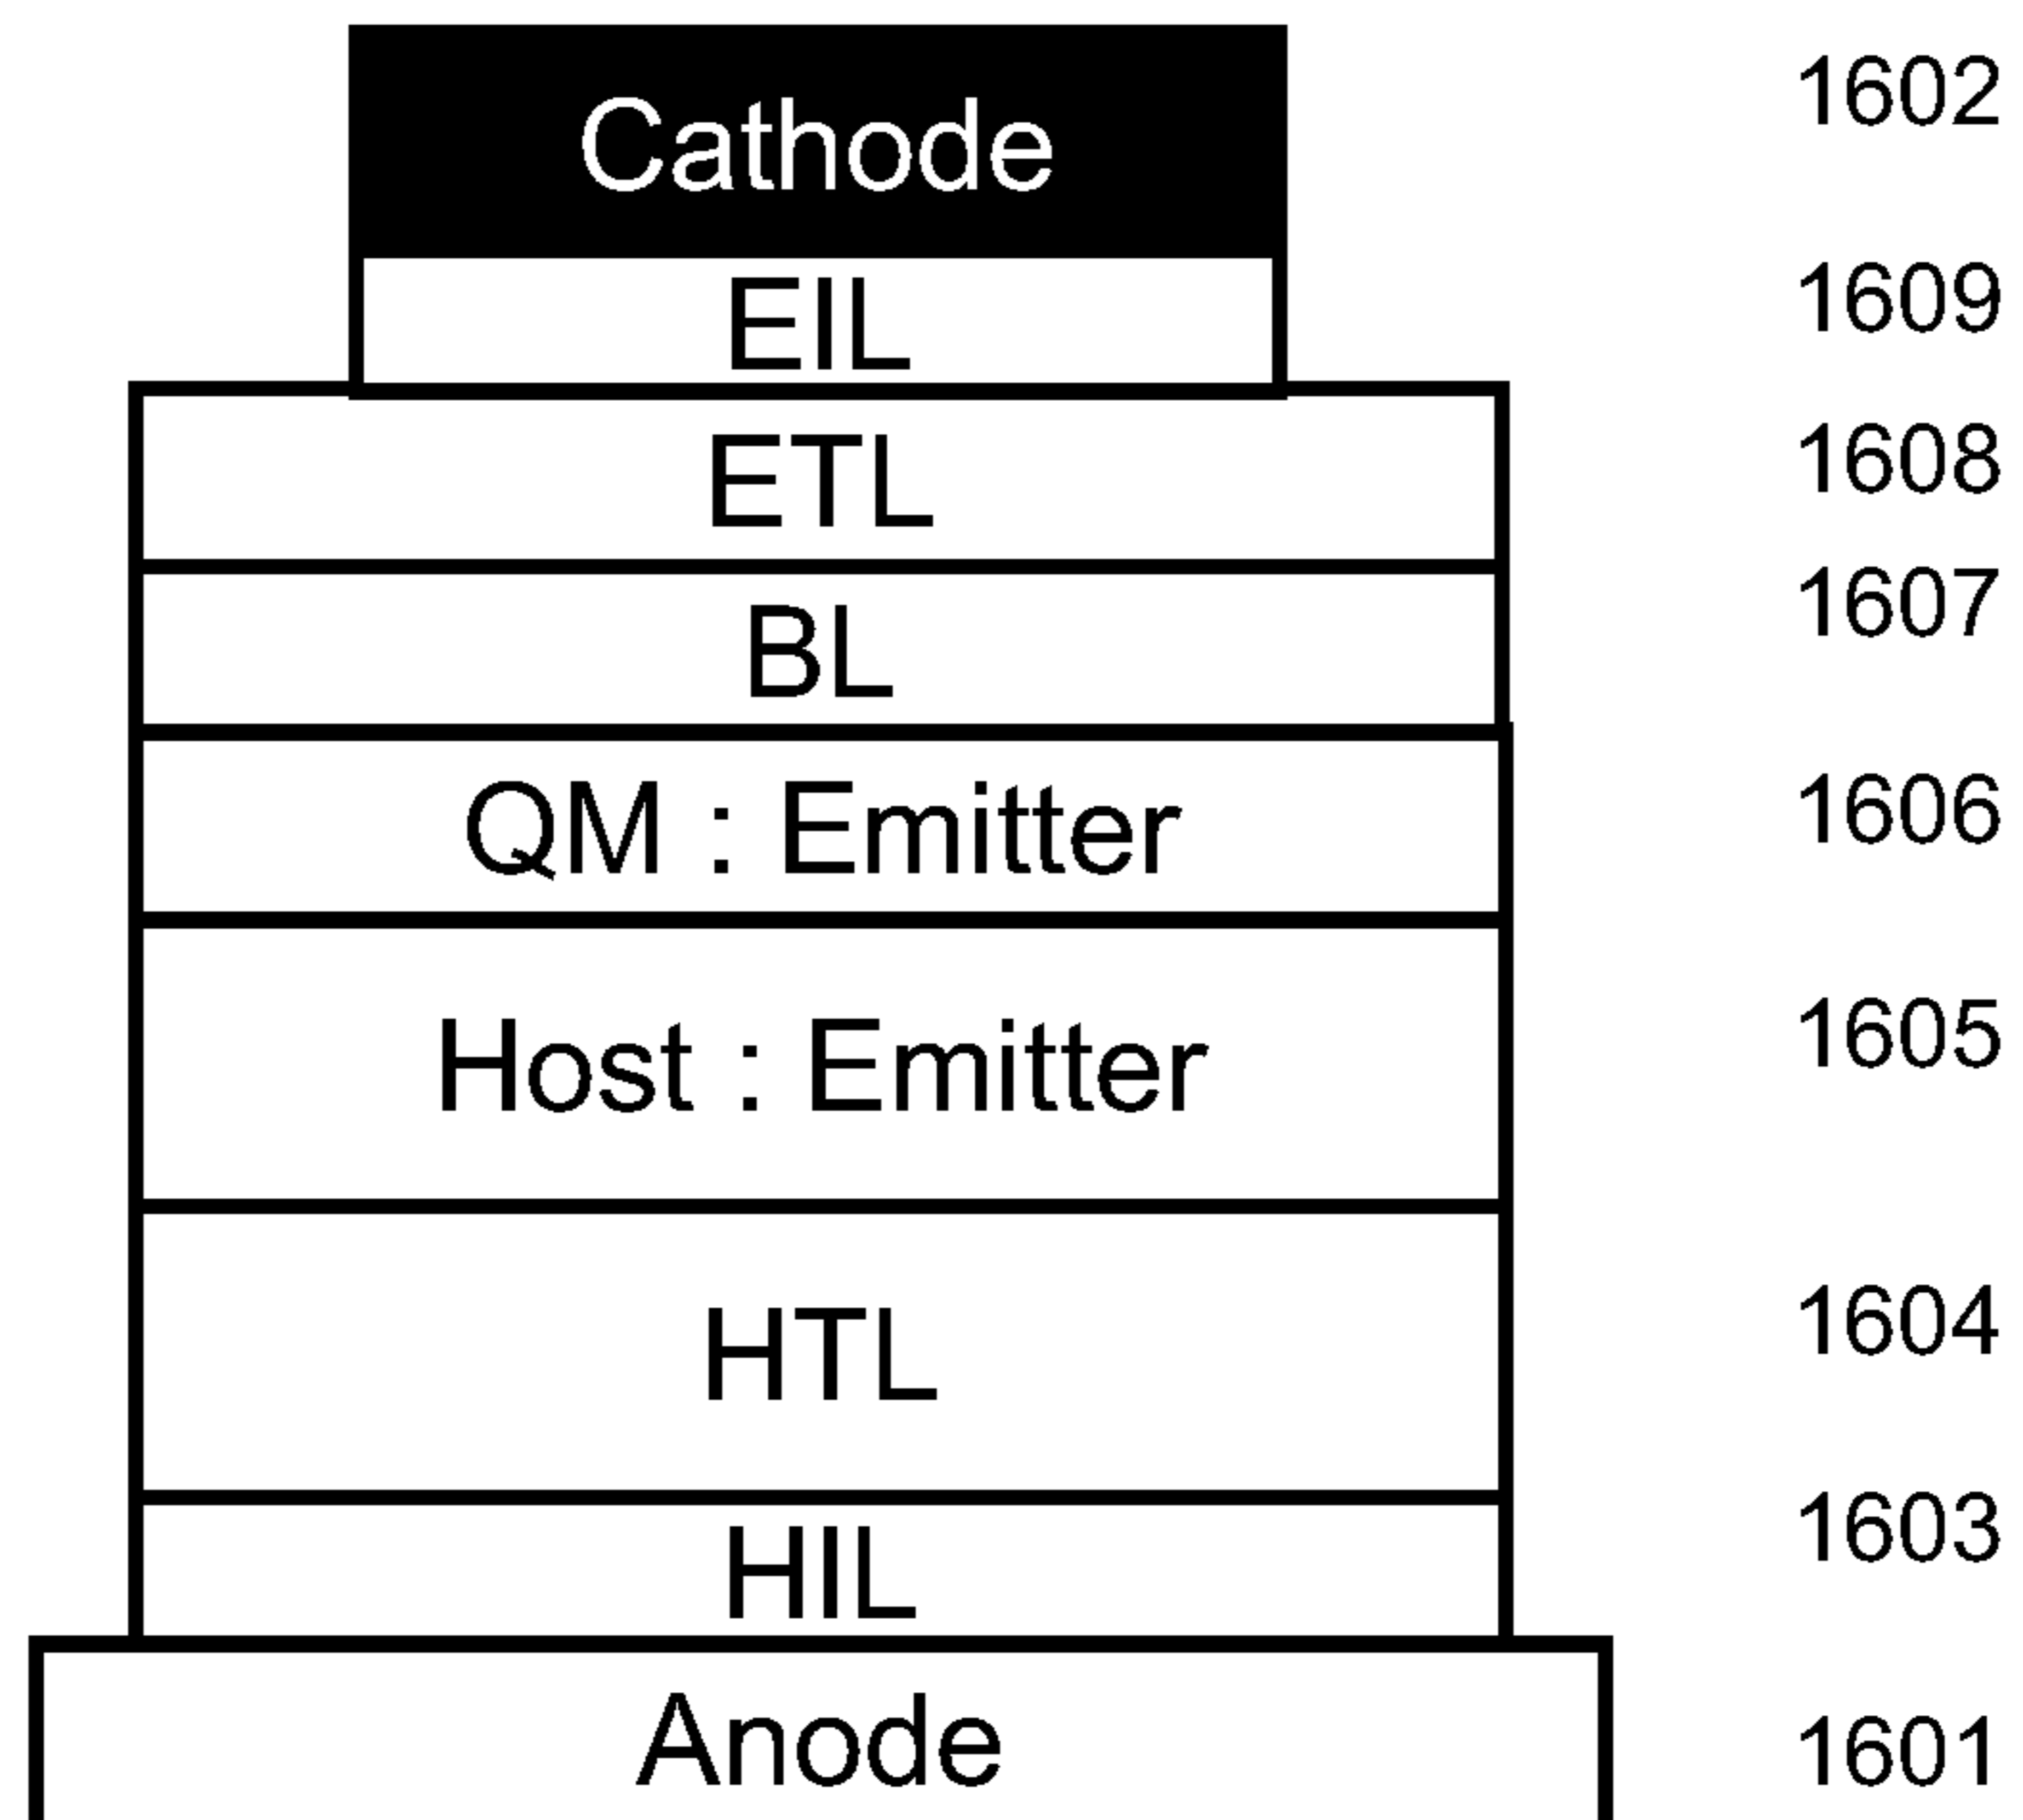 Cathode 1602
EIL 1609
ETL 1608
BL 1607
QM : Emitter 1606
Host : Emitter 1605
HTL 1604
HIL 1603
Anode 1601